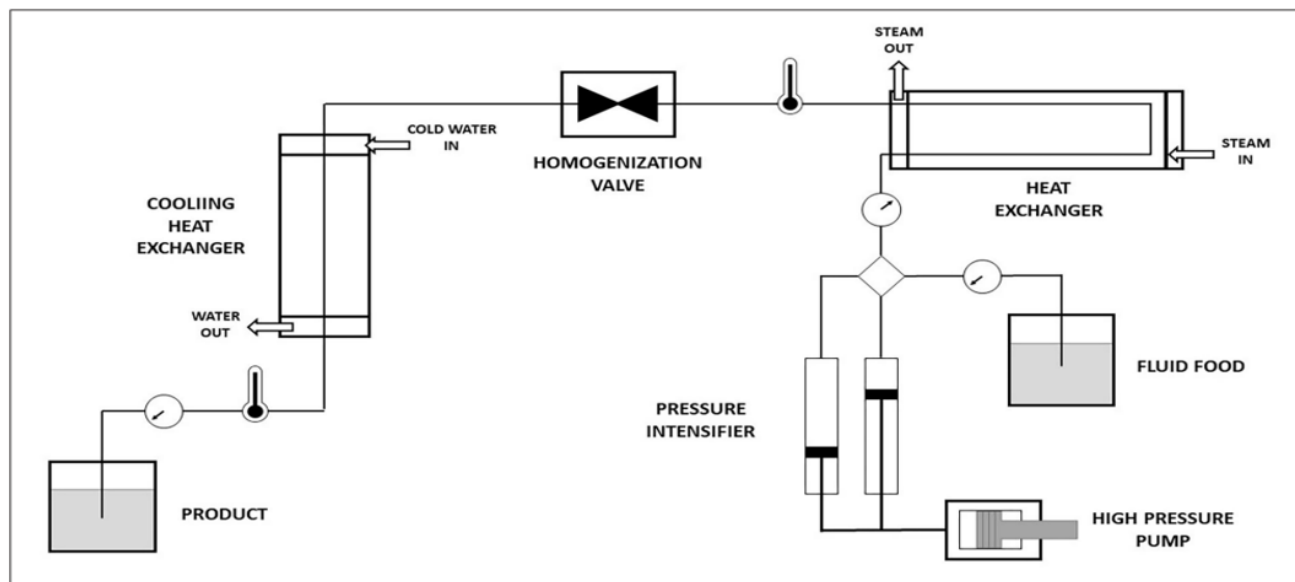 STEAM
OUT
COLD WATER
IN
HOMOGENIZATION
VALVE
STEAM
IN
HEAT
EXCHANGER
COOLIING
HEAT
EXCHANGER
WATER
OUT
FLUID FOOD
PRESSURE
INTENSIFIER
PRODUCT
HIGH PRESSURE
PUMP